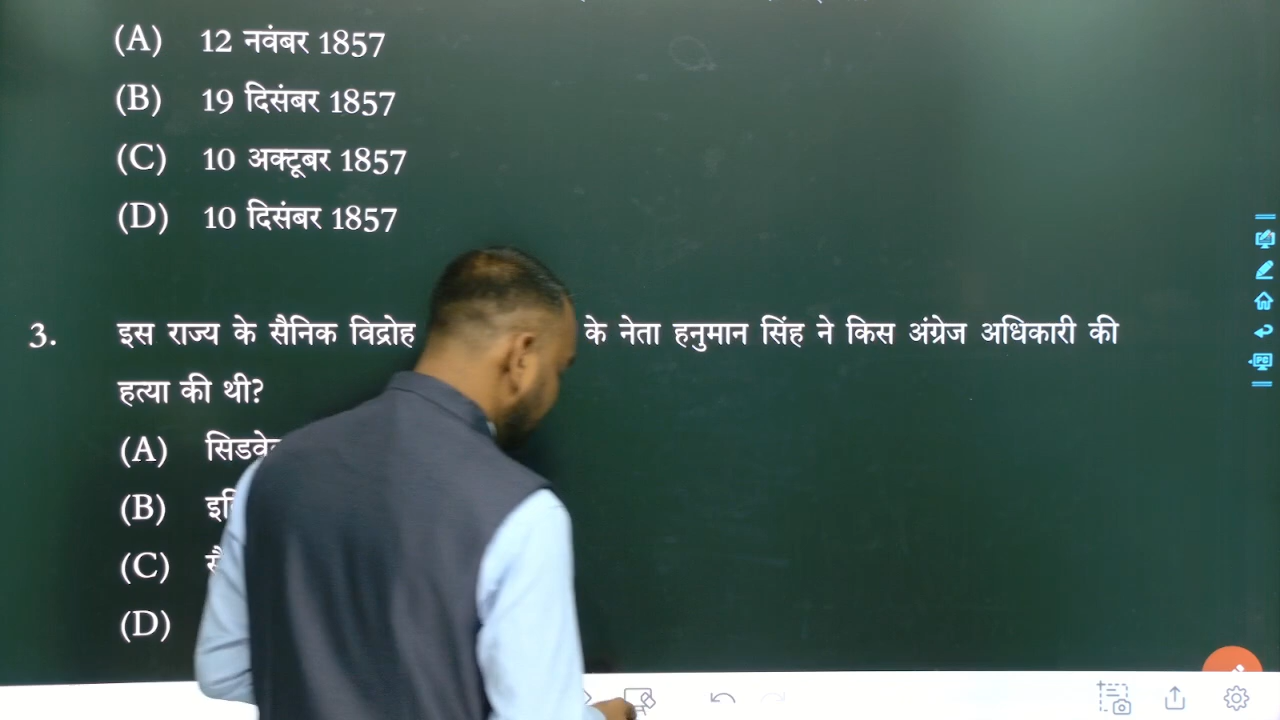 (A) 12 नवंबर 1857
(B) 19 दिसंबर 1857
(C) 10 अक्टूबर 1857
(D) 10 दिसंबर 1857
3. इस राज्य के सैनिक विद्रोह के नेता हनुमान सिंह ने किस अंग्रेज अधिकारी की
हत्या की थी?
(A)
(B)
(C)
(D)
PC